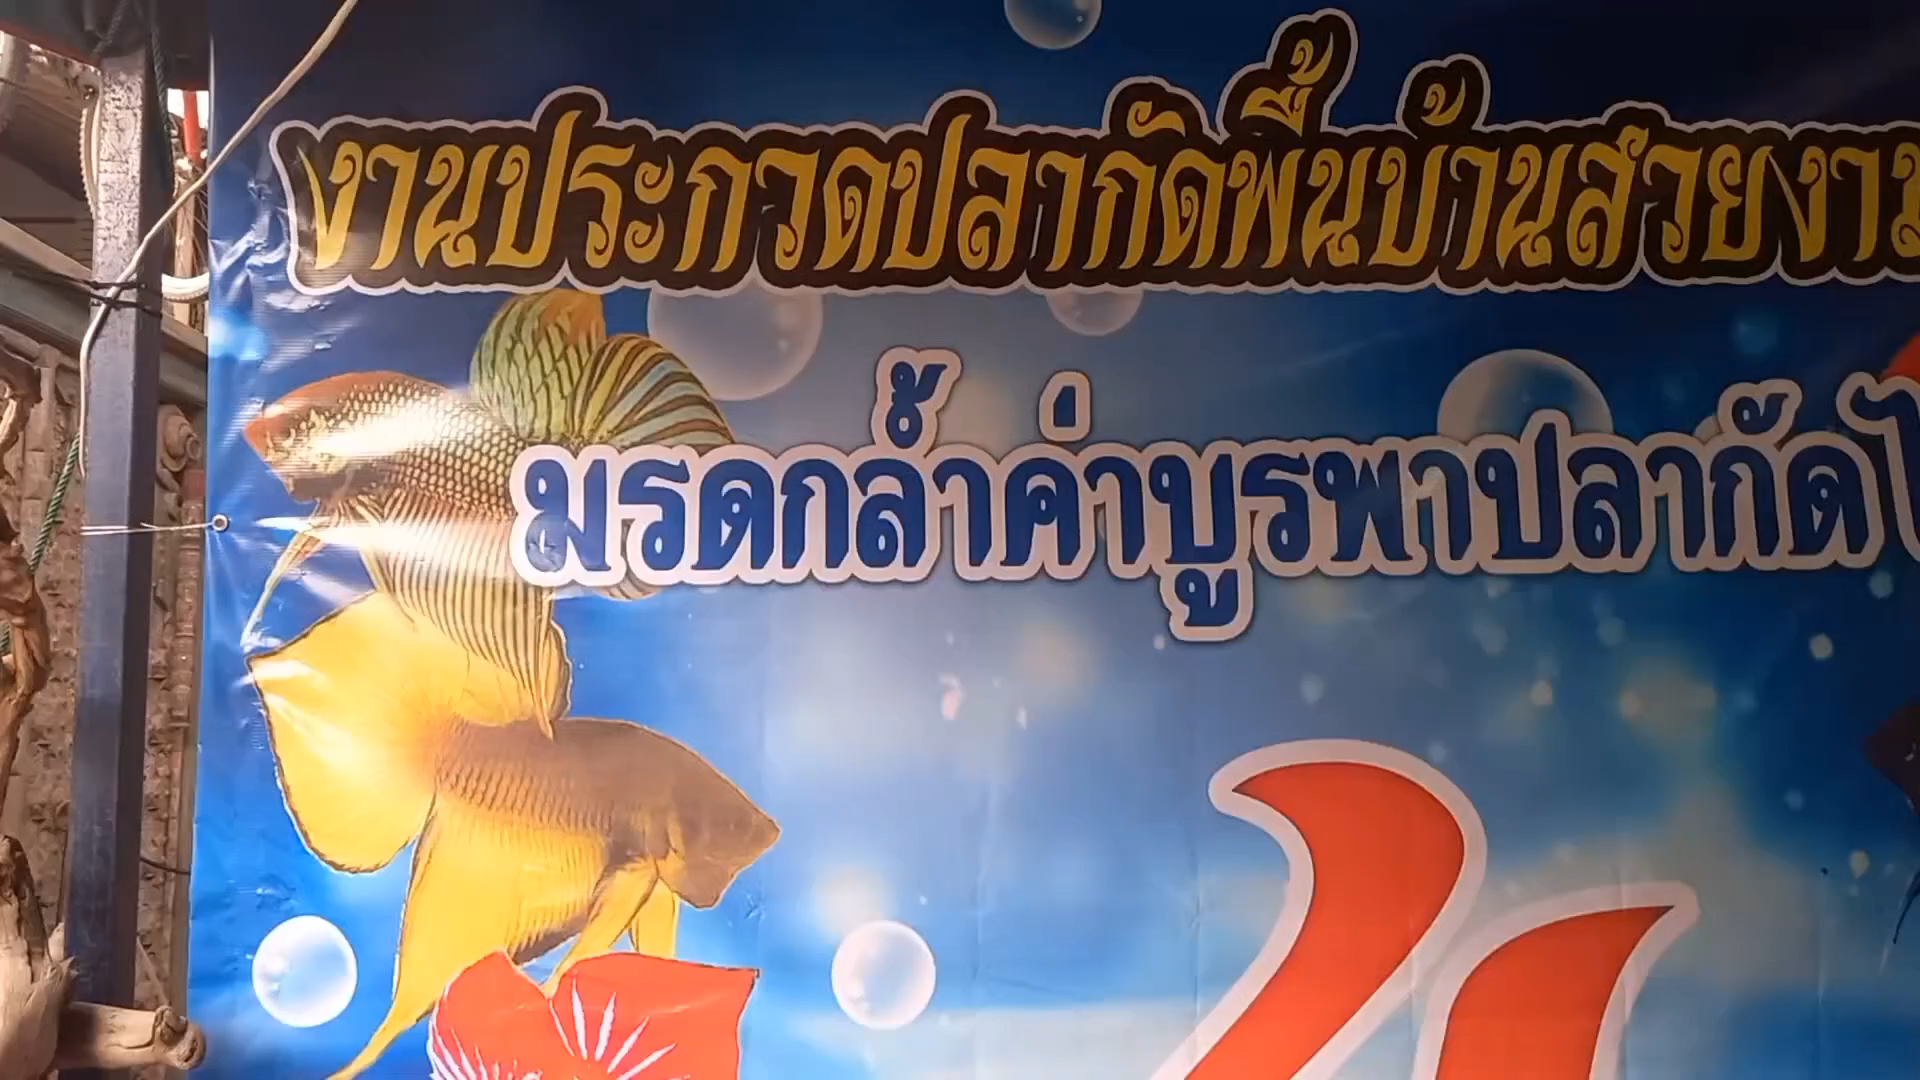 งานประกวดปลากัดพื้นบ้านสวยงาม
มรดกล้ำค่าบูรพาปลากัดไ